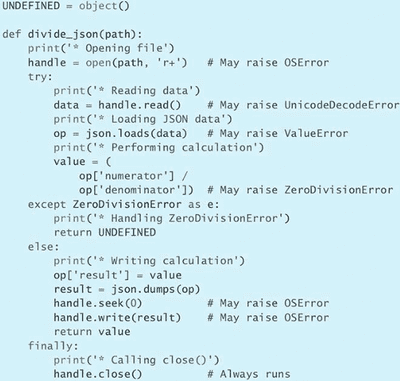 UNDEFINED = object()

def divide_json(path):
    print('* Opening file')
    handle = open(path, 'r+')   # May raise OSError
    try:
        print('* Reading data')
        data = handle.read()    # May raise UnicodeDecodeError
        print('* Loading JSON data')
        op = json.loads(data)   # May raise ValueError
        print('* Performing calculation')
        value = (
            op['numerator'] /
            op['denominator'])  # May raise ZeroDivisionError
    except ZeroDivisionError as e:
        print('* Handling ZeroDivisionError')
        return UNDEFINED
    else:
        print('* Writing calculation')
        op['result'] = value
        result = json.dumps(op)
        handle.seek(0)          # May raise OSError
        handle.write(result)    # May raise OSError
        return value
    finally:
        print('* Calling close()')
        handle.close()          # Always runs